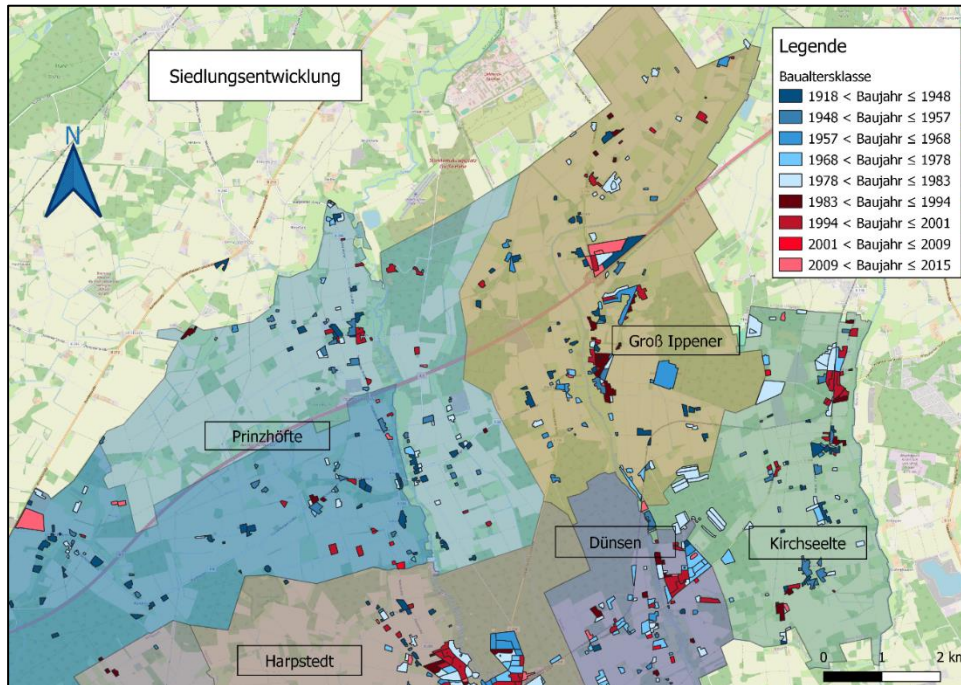 Siedlungsentwicklung
N
Legende
Baualtersklasse
1918 < Baujahr ≤ 1948
1948 < Baujahr ≤ 1957
1957 < Baujahr ≤ 1968
1968 < Baujahr ≤ 1978
1978 < Baujahr ≤ 1983
1983 < Baujahr ≤ 1994
1994 < Baujahr ≤ 2001
2001 < Baujahr ≤ 2009
2009 < Baujahr ≤ 2015
Groß Ippener
Prinzhöfte
Dünsen
Kirchseelte
Harpstedt
0 1 2 km